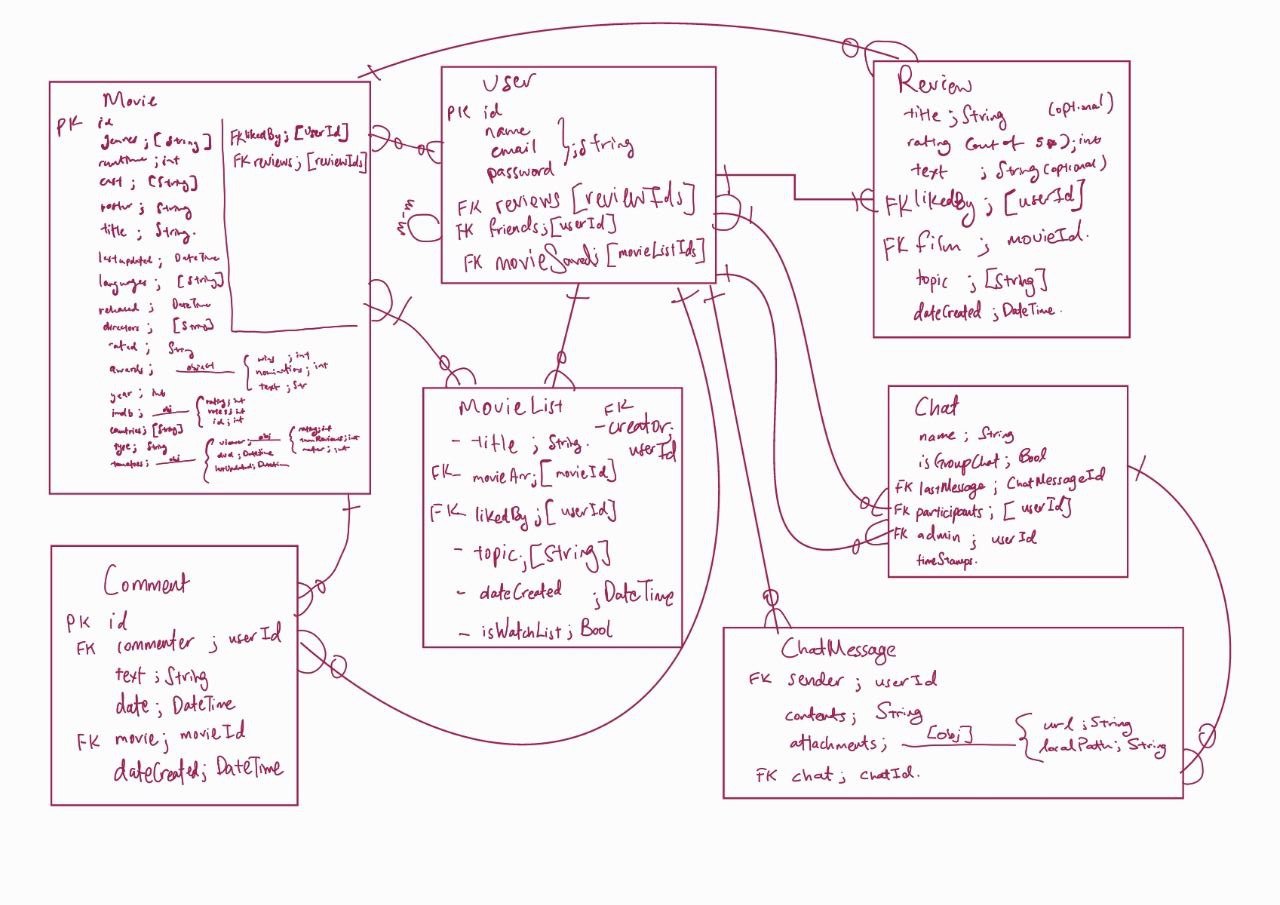 Movie
PK id
genres ; [String]
runtime ; int
cast ; [String]
poster ; String
title ; String.
lastupdated ; DateTime
languages ; [String]
released ; DateTime
directors ; [String]
rated ; String
awards ; object { wins ; int
nominations ; int
text ; Str
year ; int
imdb ; obj { rating ; int
votes ; int
id ; int
countries ; [String]
type ; String
tomatoes ; obj { viewer ; obj { rating ; int
numReviews ; int
meter ; int
dvd ; DateTime
lastUpdated ; DateTime
FK likedBy ; [userId]
FK reviews ; [reviewIds]
User
PK id
name
email
password } ; String
FK reviews [reviewIds]
FK friends ; [userId]
FK movieSaved ; [movieListIds]
m-m
Review
title ; String (optional)
rating (out of 5) ; int
text ; String (optional)
FK likedBy ; [userId]
FK film ; movieId.
topic ; [String]
dateCreated ; DateTime.
MovieList
FK
- creator ;
userId
- title ; String.
FK - movieArr ; [movieId]
FK - likedBy ; [userId]
- topic ; [String]
- dateCreated ; DateTime
- isWatchList ; Bool
Chat
name ; String
isGroupChat ; Bool
FK lastMessage ; ChatMessageId
FK participants ; [userId]
FK admin ; userId
timeStamps.
Comment
PK id
FK commenter ; userId
text ; String
date ; DateTime
FK movie ; movieId
dateCreated ; DateTime
ChatMessage
FK sender ; userId
contents ; String
attachments ; [obj] { url ; String
localPath ; String
FK chat ; chatId.